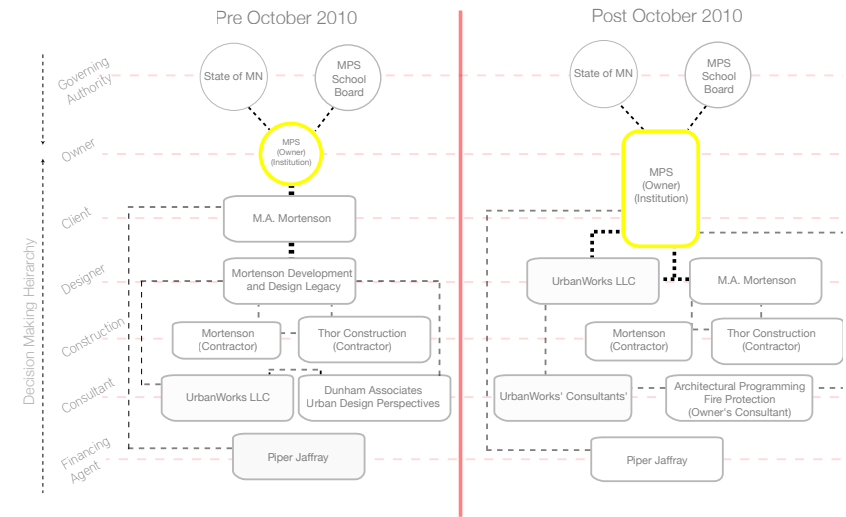 Pre October 2010
Post October 2010
Decision Making Heirarchy
Governing
Authority
Owner
Client
Designer
Construction
Consultant
Financing
Agent
State of MN
MPS
School
Board
MPS
(Owner)
(Institution)
M.A. Mortenson
Mortenson Development
and Design Legacy
Mortenson
(Contractor)
Thor Construction
(Contractor)
UrbanWorks LLC
Dunham Associates
Urban Design Perspectives
Piper Jaffray
State of MN
MPS
School
Board
MPS
(Owner)
(Institution)
UrbanWorks LLC
M.A. Mortenson
Mortenson
(Contractor)
Thor Construction
(Contractor)
UrbanWorks' Consultants'
Architectural Programming
Fire Protection
(Owner's Consultant)
Piper Jaffray